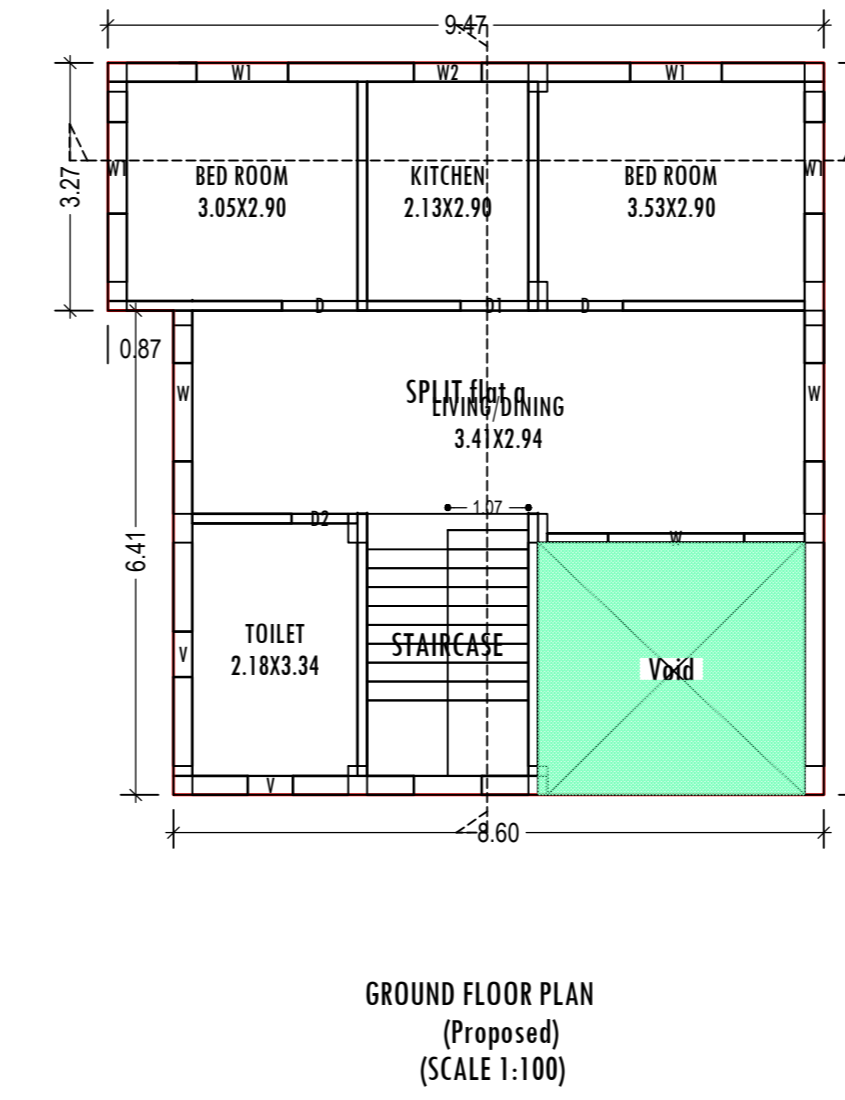 9.47
W1
W2
W1
3.27
W1
BED ROOM
3.05X2.90
KITCHEN
2.13X2.90
BED ROOM
3.53X2.90
W1
D
D1
D
0.87
W
SPLIT flat a
LIVING/DINING
3.41X2.94
W
1.07
D2
W
6.41
TOILET
2.18X3.34
STAIRCASE
Void
V
V
8.60
GROUND FLOOR PLAN
(Proposed)
(SCALE 1:100)